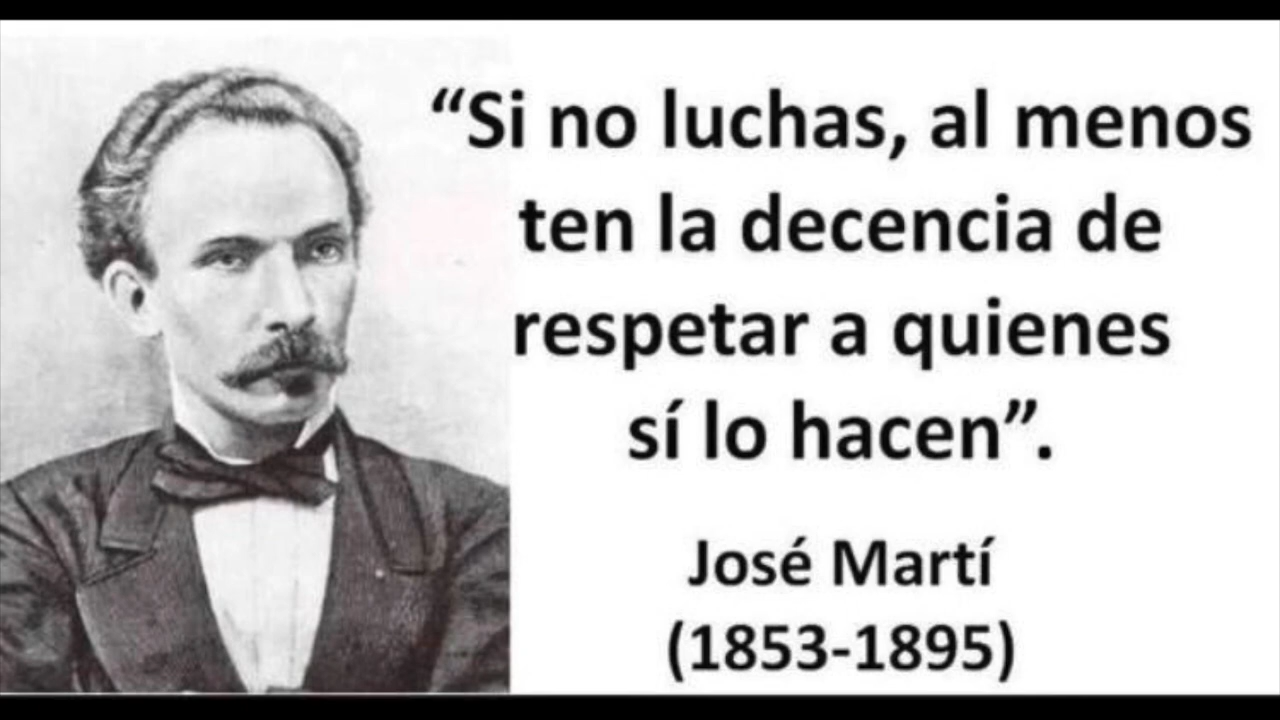 “Si no luchas, al menos
ten la decencia de
respetar a quienes
sí lo hacen”.
José Martí
(1853-1895)